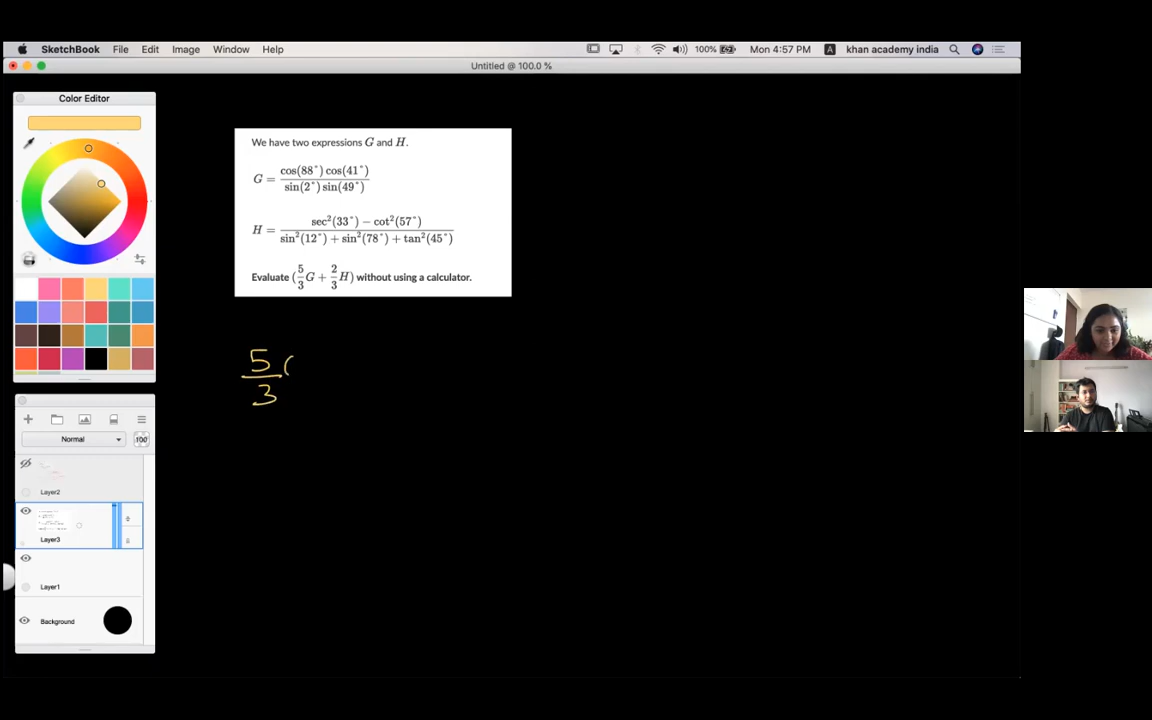 SketchBook File Edit Image Window Help 100% Mon 4:57 PM A khan academy india
Untitled @ 100.0 %
Color Editor
We have two expressions G and H.
G = cos(88°) cos(41°) / sin(2°) sin(49°)
H = sec²(33°) − cot²(57°) / sin²(12°) + sin²(78°) + tan²(45°)
Evaluate (5/3 G + 2/3 H) without using a calculator.
5/3 (
Normal 100
Layer2
Layer3
Layer1
Background